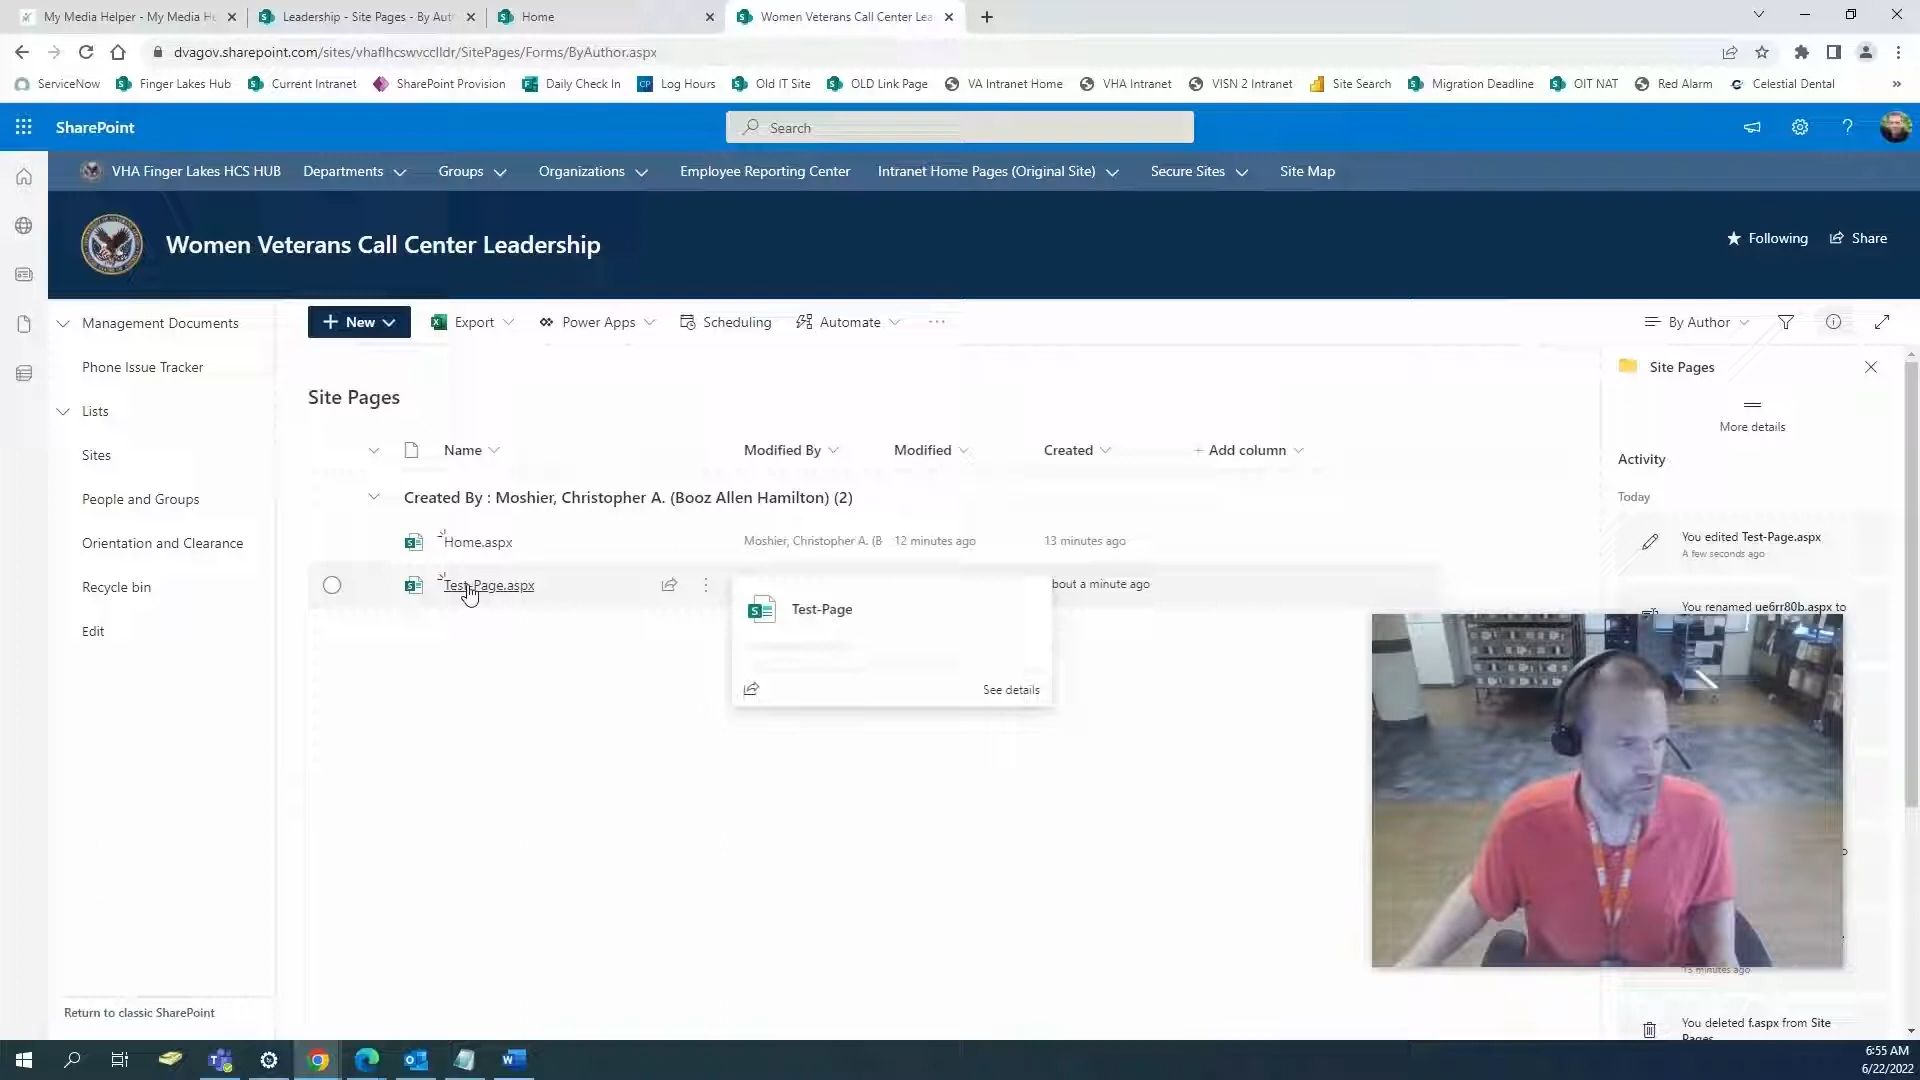 My Media Helper - My Media He
Leadership - Site Pages - By Aut
Home
Women Veterans Call Center Lea
dvagov.sharepoint.com/sites/vhaflhcswvcclldr/SitePages/Forms/ByAuthor.aspx
ServiceNow Finger Lakes Hub Current Intranet SharePoint Provision Daily Check In CP Log Hours Old IT Site OLD Link Page VA Intranet Home VHA Intranet VISN 2 Intranet Site Search Migration Deadline OIT NAT Red Alarm Celestial Dental
SharePoint
Search
VHA Finger Lakes HCS HUB Departments Groups Organizations Employee Reporting Center Intranet Home Pages (Original Site) Secure Sites Site Map
Women Veterans Call Center Leadership
Following Share
Management Documents
Phone Issue Tracker
Lists
Sites
People and Groups
Orientation and Clearance
Recycle bin
Edit
Return to classic SharePoint
+ New Export Power Apps Scheduling Automate ...
By Author
Site Pages
Name Modified By Modified Created + Add column
Created By : Moshier, Christopher A. (Booz Allen Hamilton) (2)
Home.aspx Moshier, Christopher A. (B 12 minutes ago 13 minutes ago
Test-Page.aspx bout a minute ago
Test-Page
See details
Site Pages
More details
Activity
Today
You edited Test-Page.aspx
A few seconds ago
You renamed ue6rr80b.aspx to
13 minutes ago
You deleted f.aspx from Site
Pages
6:55 AM
6/22/2022